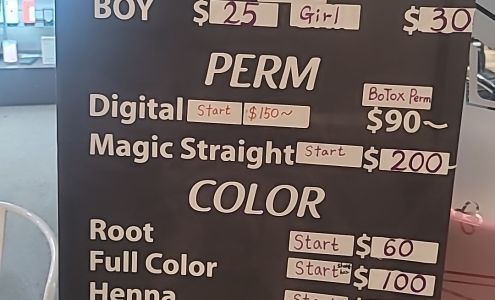 BOY $25 Girl $30
PERM
BoTox Perm
Digital Start $150~ $90~
Magic Straight Start $200~
COLOR
Root Start $60
Full Color Start $100
Henna Start